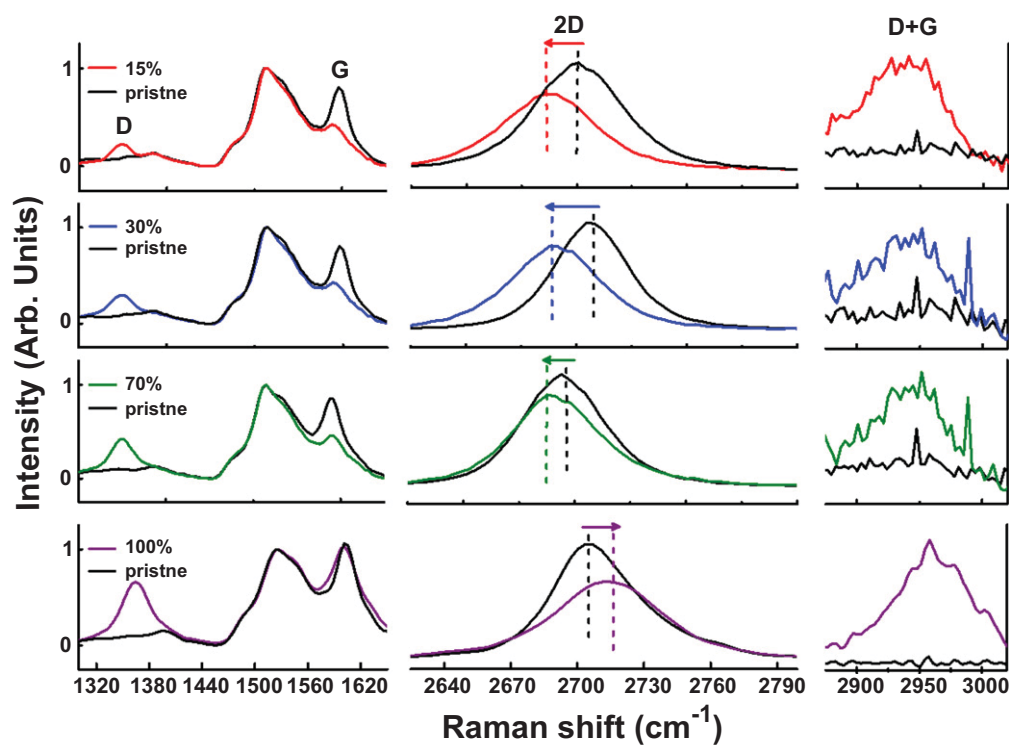 2D
D+G
1
15%
pristne
G
D
0
1
30%
pristne
0
1
70%
pristne
0
1
100%
pristne
0
Intensity (Arb. Units)
1320 1380 1440 1500 1560 1620
2640 2670 2700 2730 2760 2790
2900 2950 3000
Raman shift (cm-1)